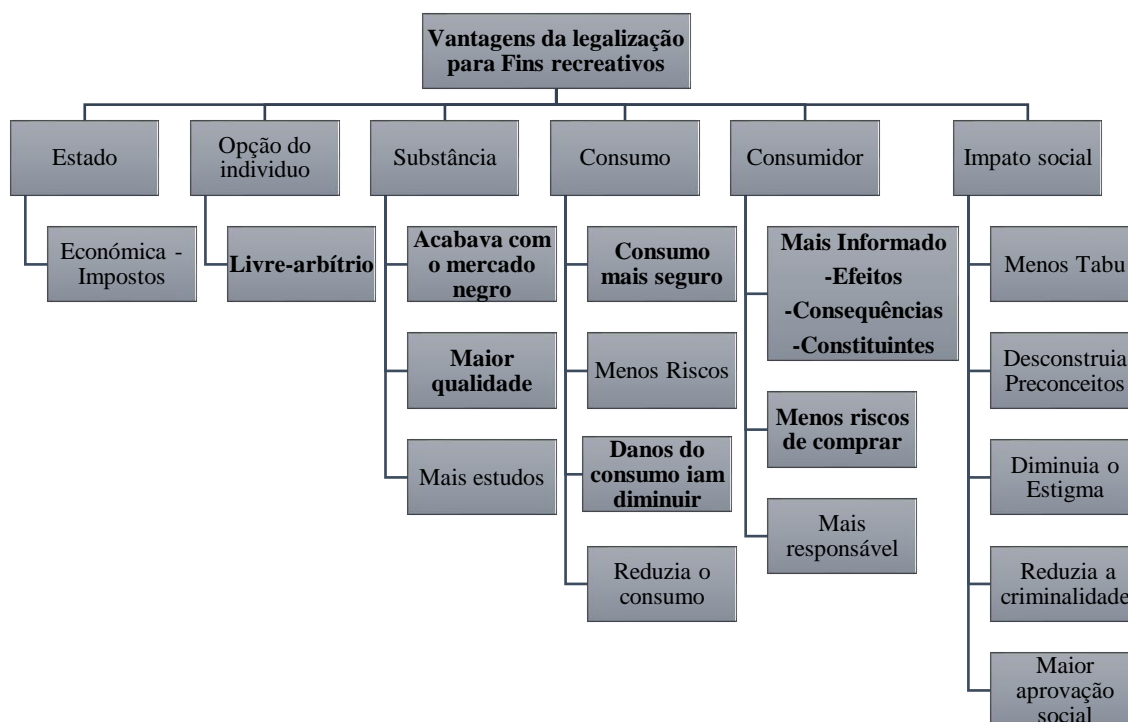 Vantagens da legalização
para Fins recreativos
Estado
Opção do
individuo
Substância
Consumo
Consumidor
Impato social
Económica -
Impostos
Livre-arbítrio
Acabava com
o mercado
negro
Maior
qualidade
Mais estudos
Consumo
mais seguro
Menos Riscos
Danos do
consumo iam
diminuir
Reduzia o
consumo
Mais Informado
-Efeitos
-Consequências
-Constituintes
Menos riscos
de comprar
Mais
responsável
Menos Tabu
Desconstruia
Preconceitos
Diminuia o
Estigma
Reduzia a
criminalidade
Maior
aprovação
social